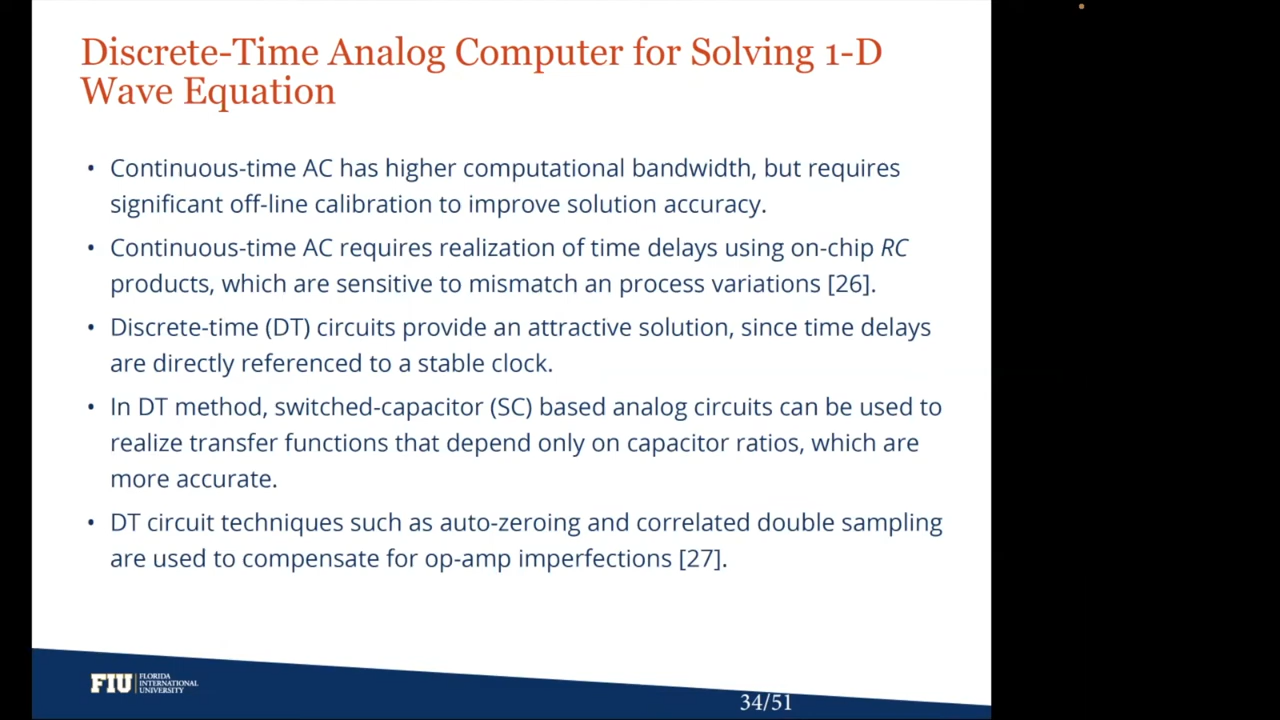 Discrete-Time Analog Computer for Solving 1-D
Wave Equation
• Continuous-time AC has higher computational bandwidth, but requires
significant off-line calibration to improve solution accuracy.
• Continuous-time AC requires realization of time delays using on-chip RC
products, which are sensitive to mismatch an process variations [26].
• Discrete-time (DT) circuits provide an attractive solution, since time delays
are directly referenced to a stable clock.
• In DT method, switched-capacitor (SC) based analog circuits can be used to
realize transfer functions that depend only on capacitor ratios, which are
more accurate.
• DT circuit techniques such as auto-zeroing and correlated double sampling
are used to compensate for op-amp imperfections [27].
FIU
FLORIDA
INTERNATIONAL
UNIVERSITY
34/51